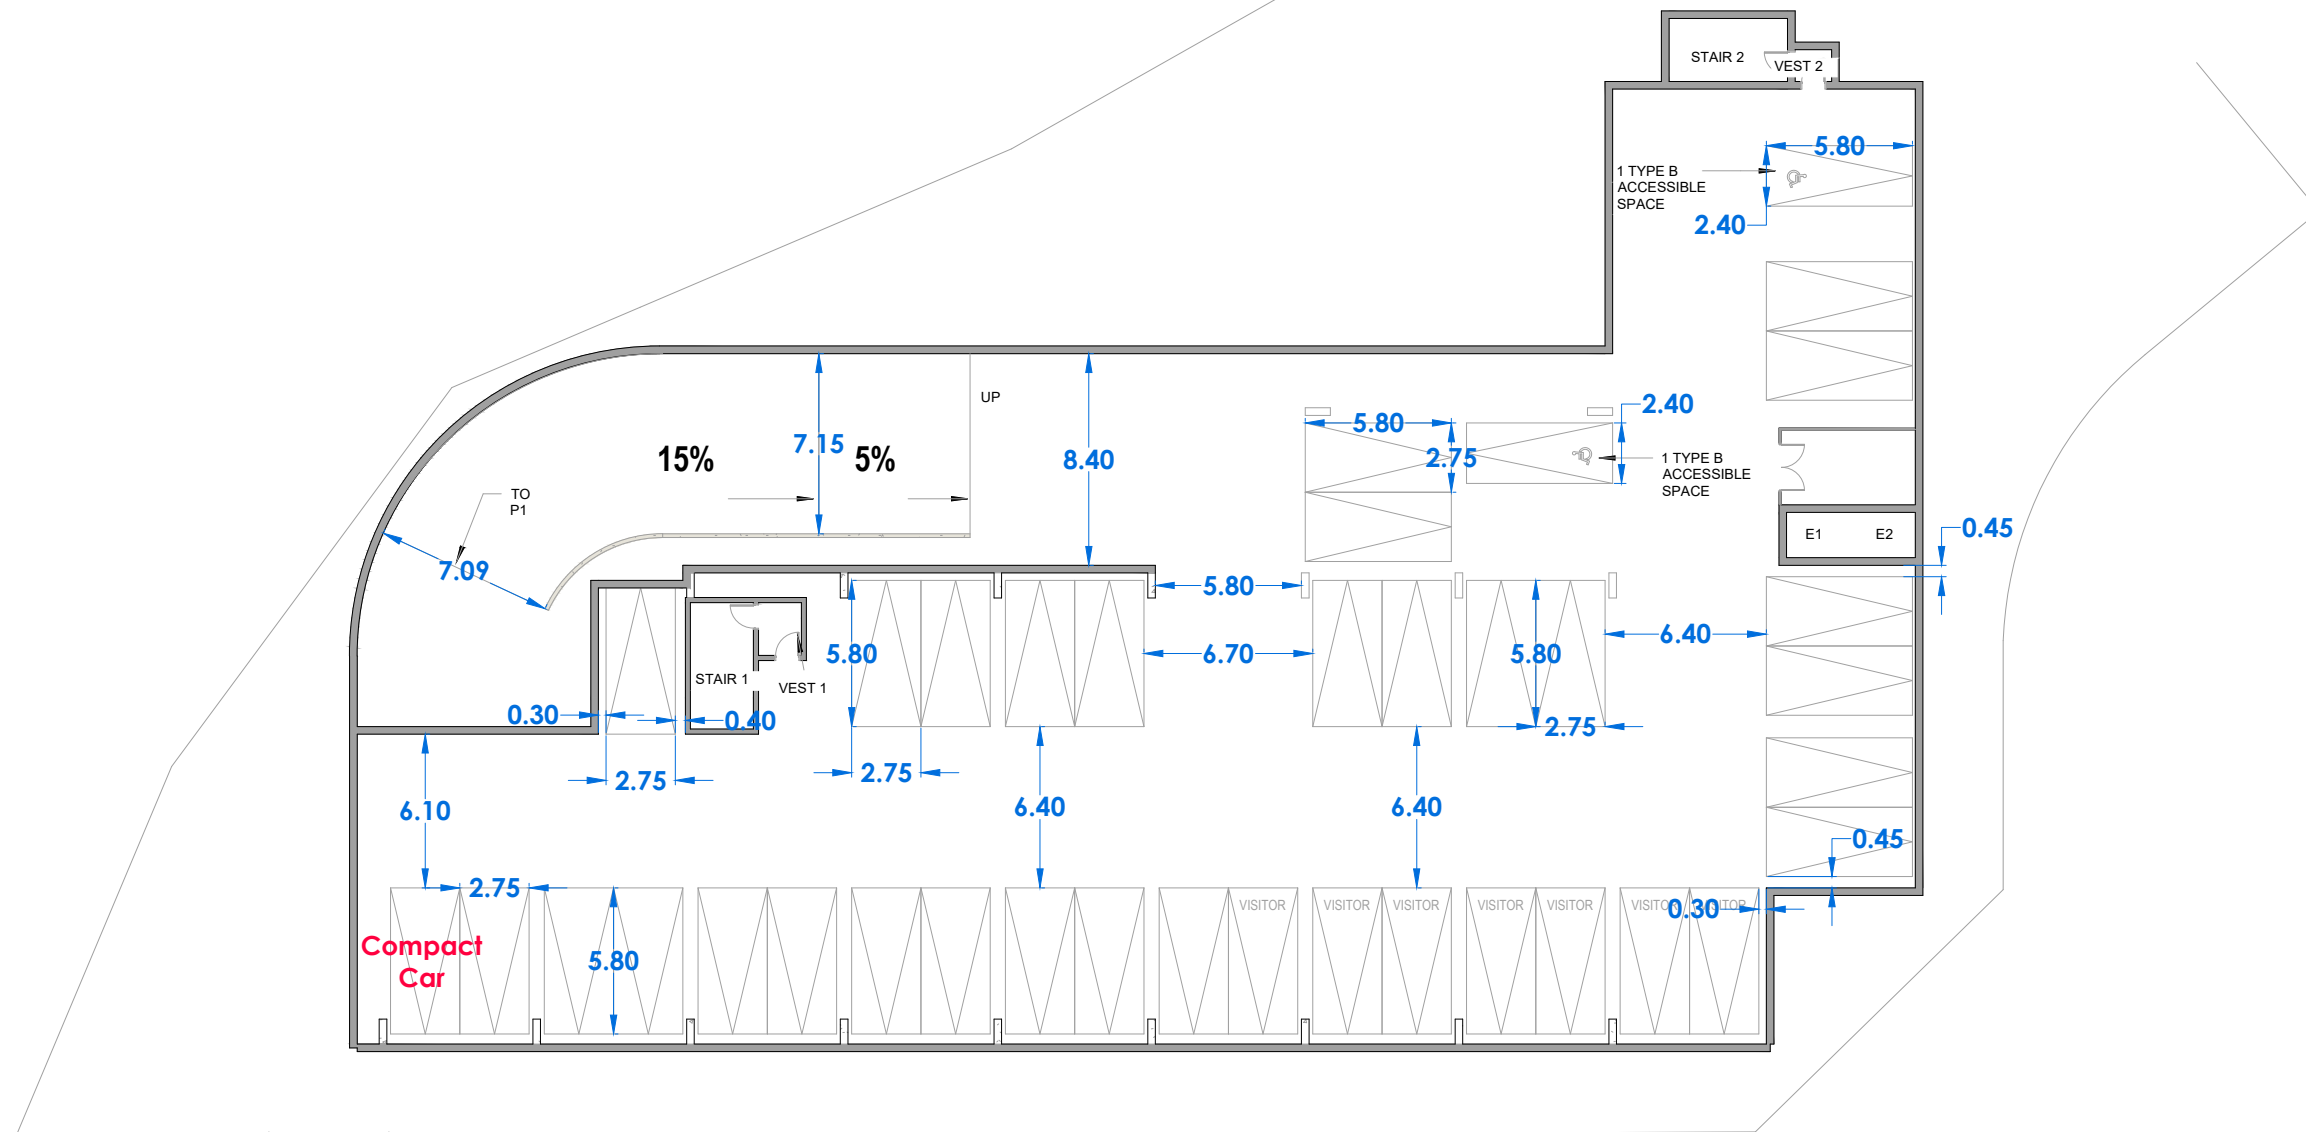 STAIR 2
VEST 2
5.80
1 TYPE B
ACCESSIBLE
SPACE
2.40
UP
2.40
5.80
7.15
15%
5%
8.40
2.75
1 TYPE B
ACCESSIBLE
SPACE
TO
P1
E1
E2
0.45
7.09
5.80
6.40
5.80
6.70
5.80
STAIR 1
VEST 1
0.30
0.40
2.75
2.75
2.75
6.10
6.40
6.40
0.45
2.75
VISITOR
VISITOR
VISITOR
VISITOR
VISITOR
VISITOR
0.30
VISITOR
Compact
Car
5.80